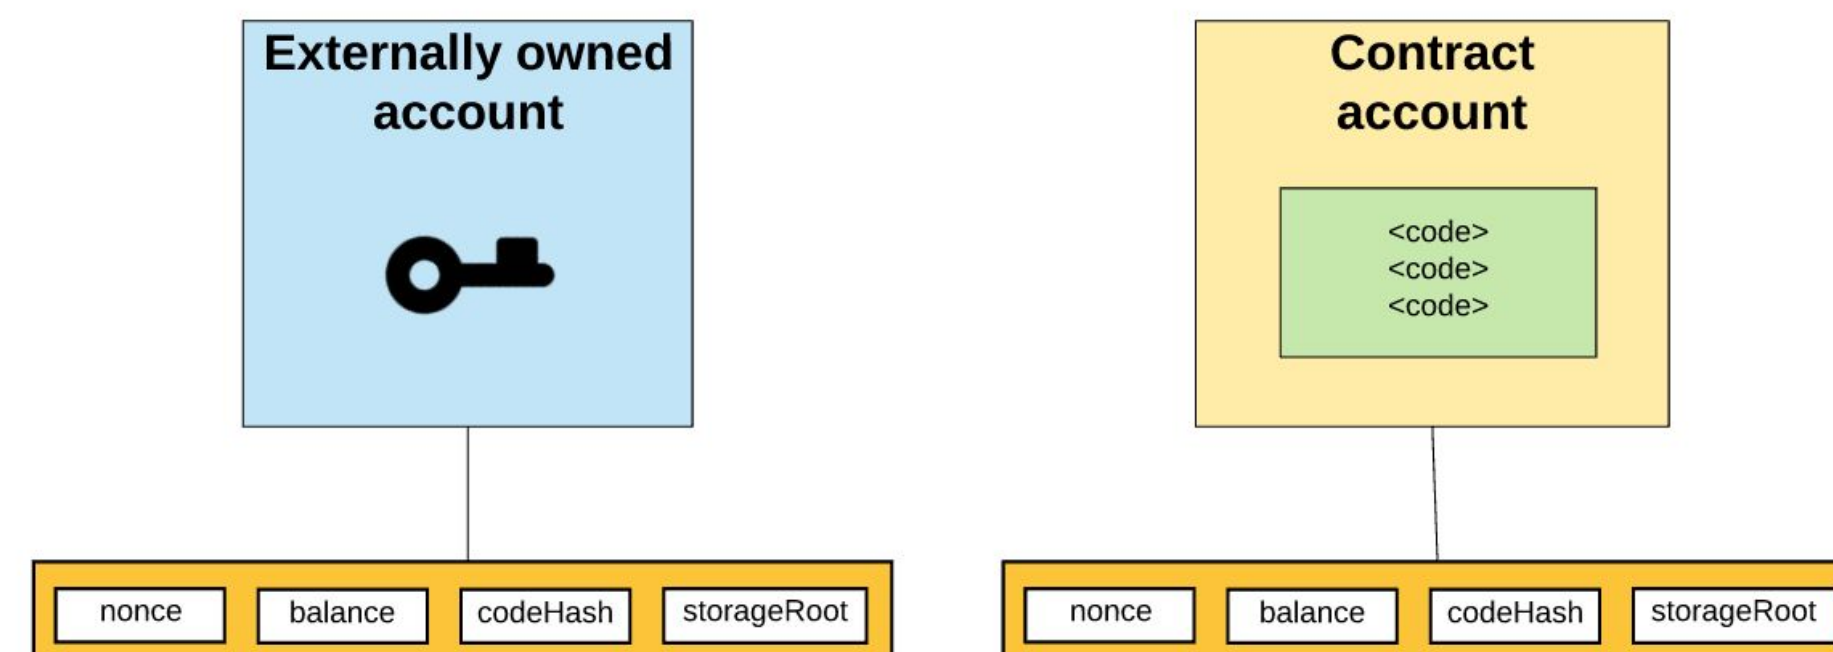 Externally owned
account
Contract
account
<code>
<code>
<code>
nonce
balance
codeHash
storageRoot
nonce
balance
codeHash
storageRoot